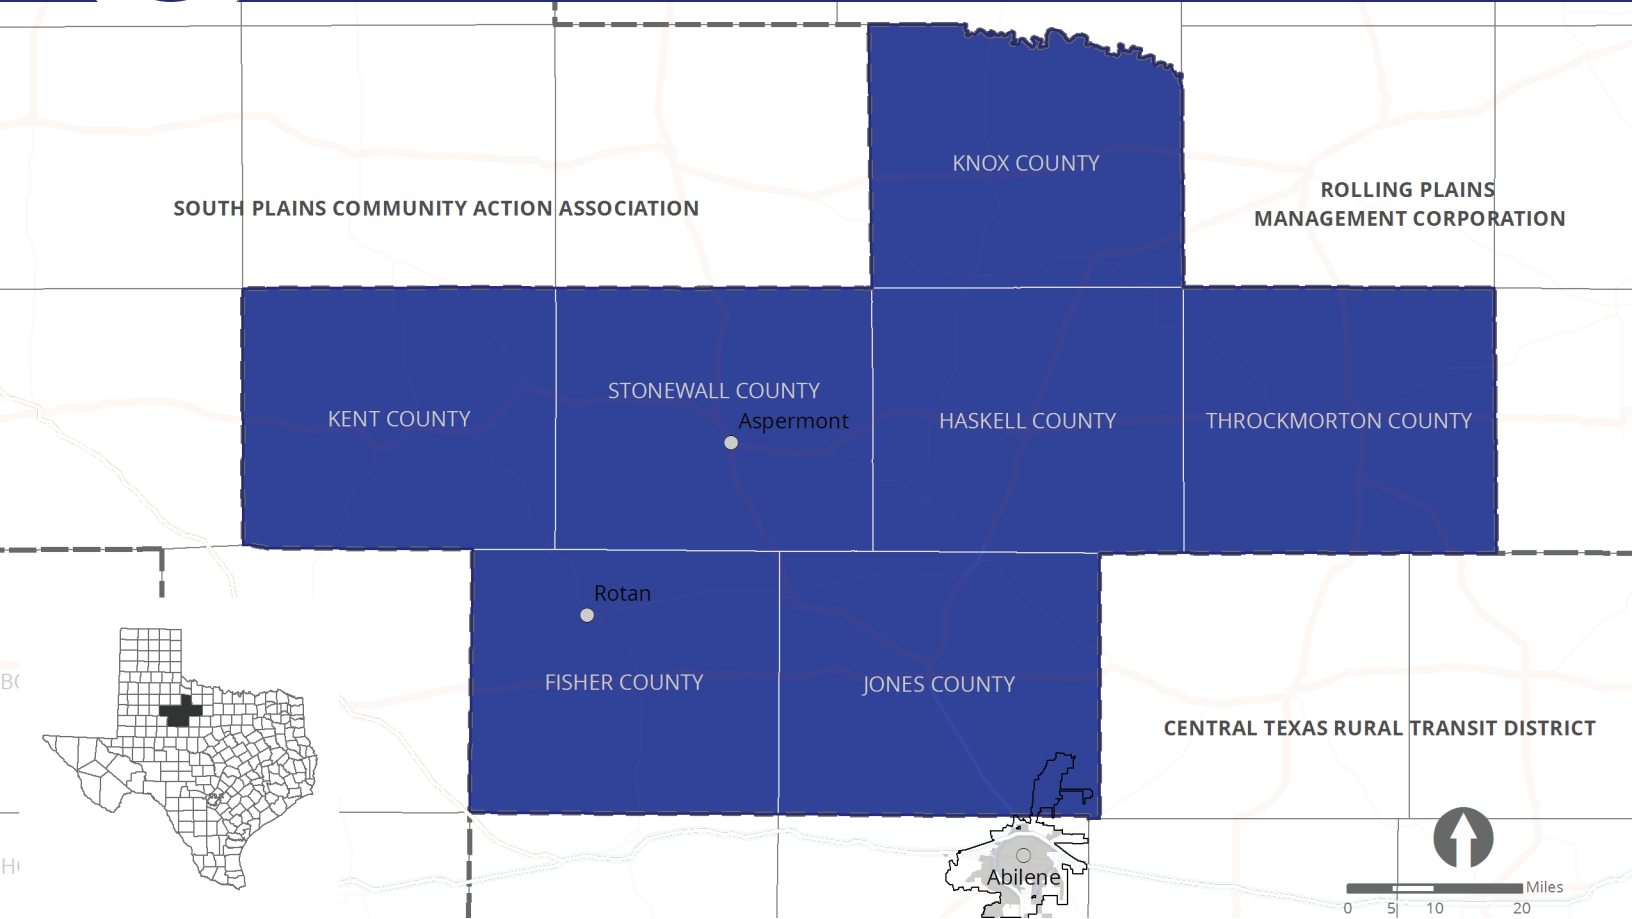 KNOX COUNTY
ROLLING PLAINS
MANAGEMENT CORPORATION
SOUTH PLAINS COMMUNITY ACTION ASSOCIATION
STONEWALL COUNTY
KENT COUNTY
Aspermont
HASKELL COUNTY
THROCKMORTON COUNTY
Rotan
FISHER COUNTY
JONES COUNTY
CENTRAL TEXAS RURAL TRANSIT DISTRICT
Abilene
Miles
0 5 10 20